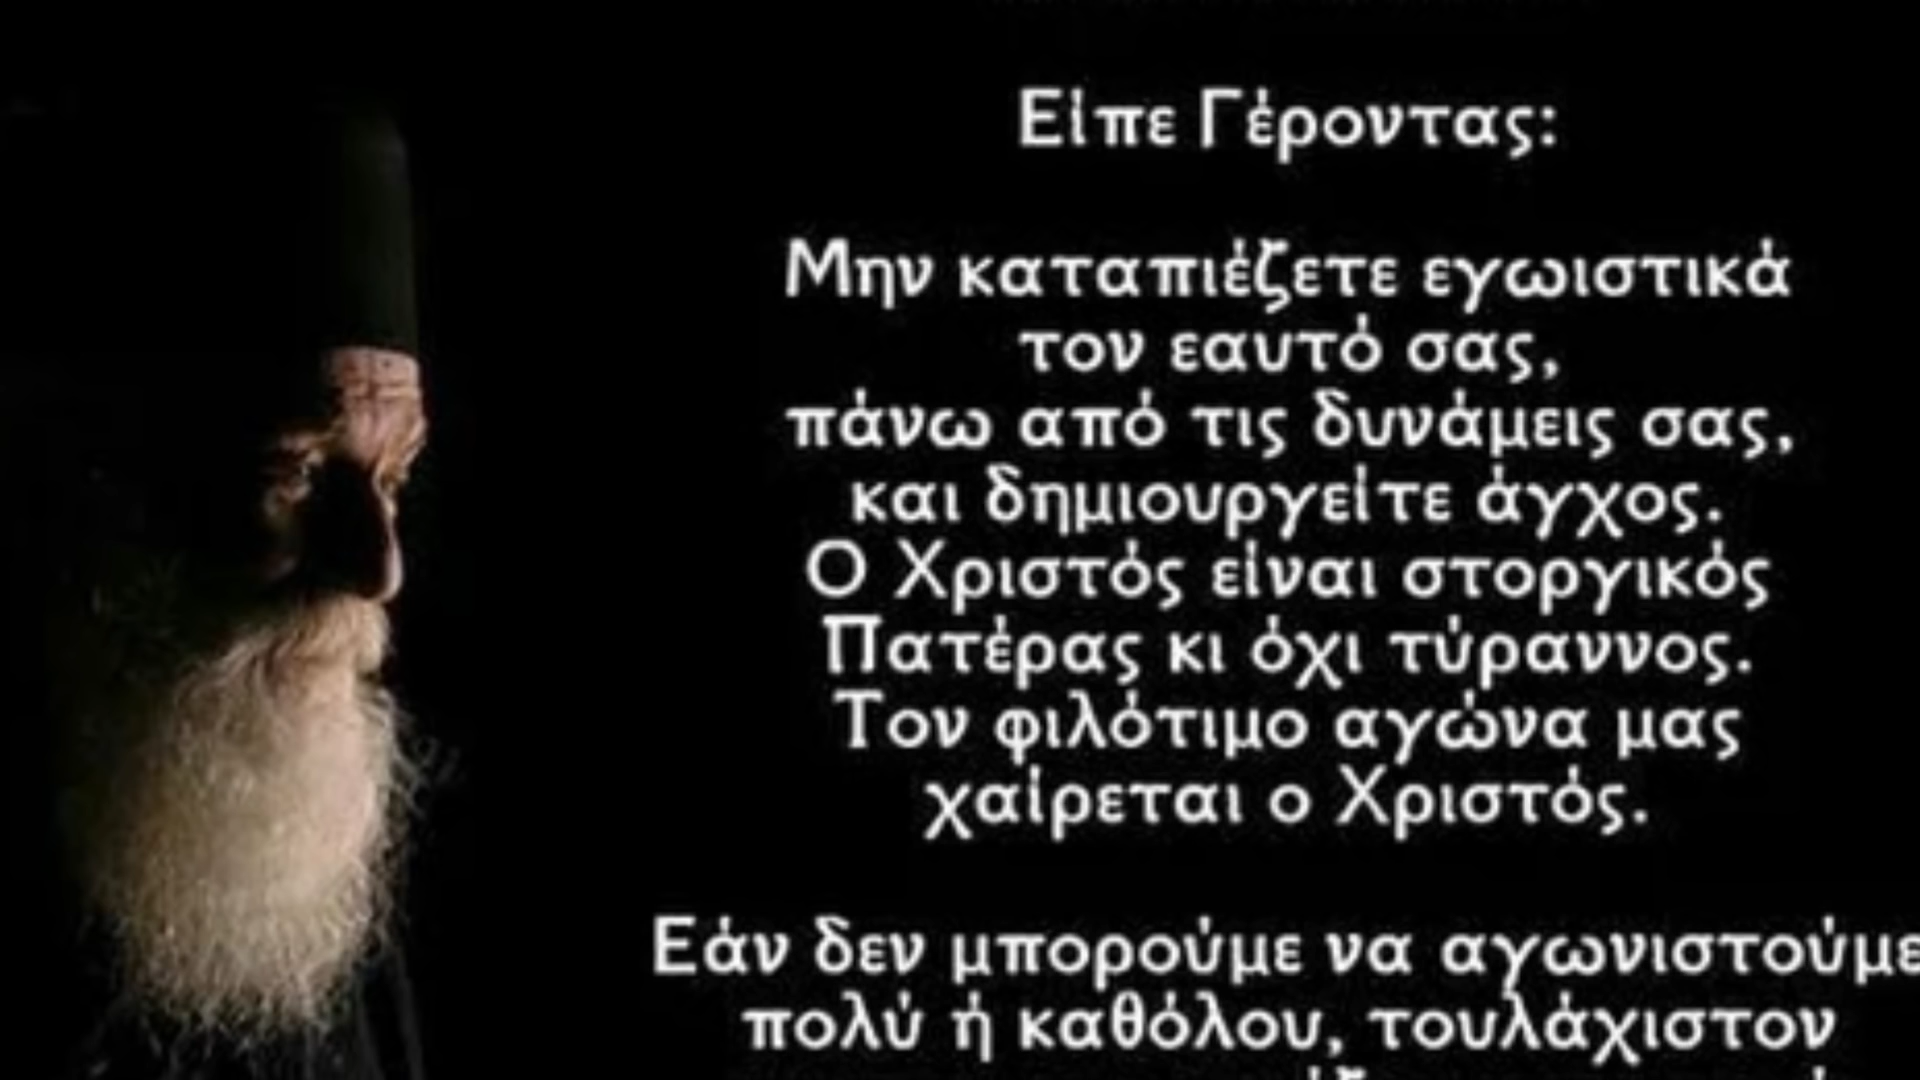 Είπε Γέροντας:
Μην καταπιέζετε εγωιστικά
τον εαυτό σας,
πάνω από τις δυνάμεις σας,
και δημιουργείτε άγχος.
Ο Χριστός είναι στοργικός
Πατέρας κι όχι τύραννος.
Τον φιλότιμο αγώνα μας
χαίρεται ο Χριστός.
Εάν δεν μπορούμε να αγωνιστούμε
πολύ ή καθόλου, τουλάχιστον